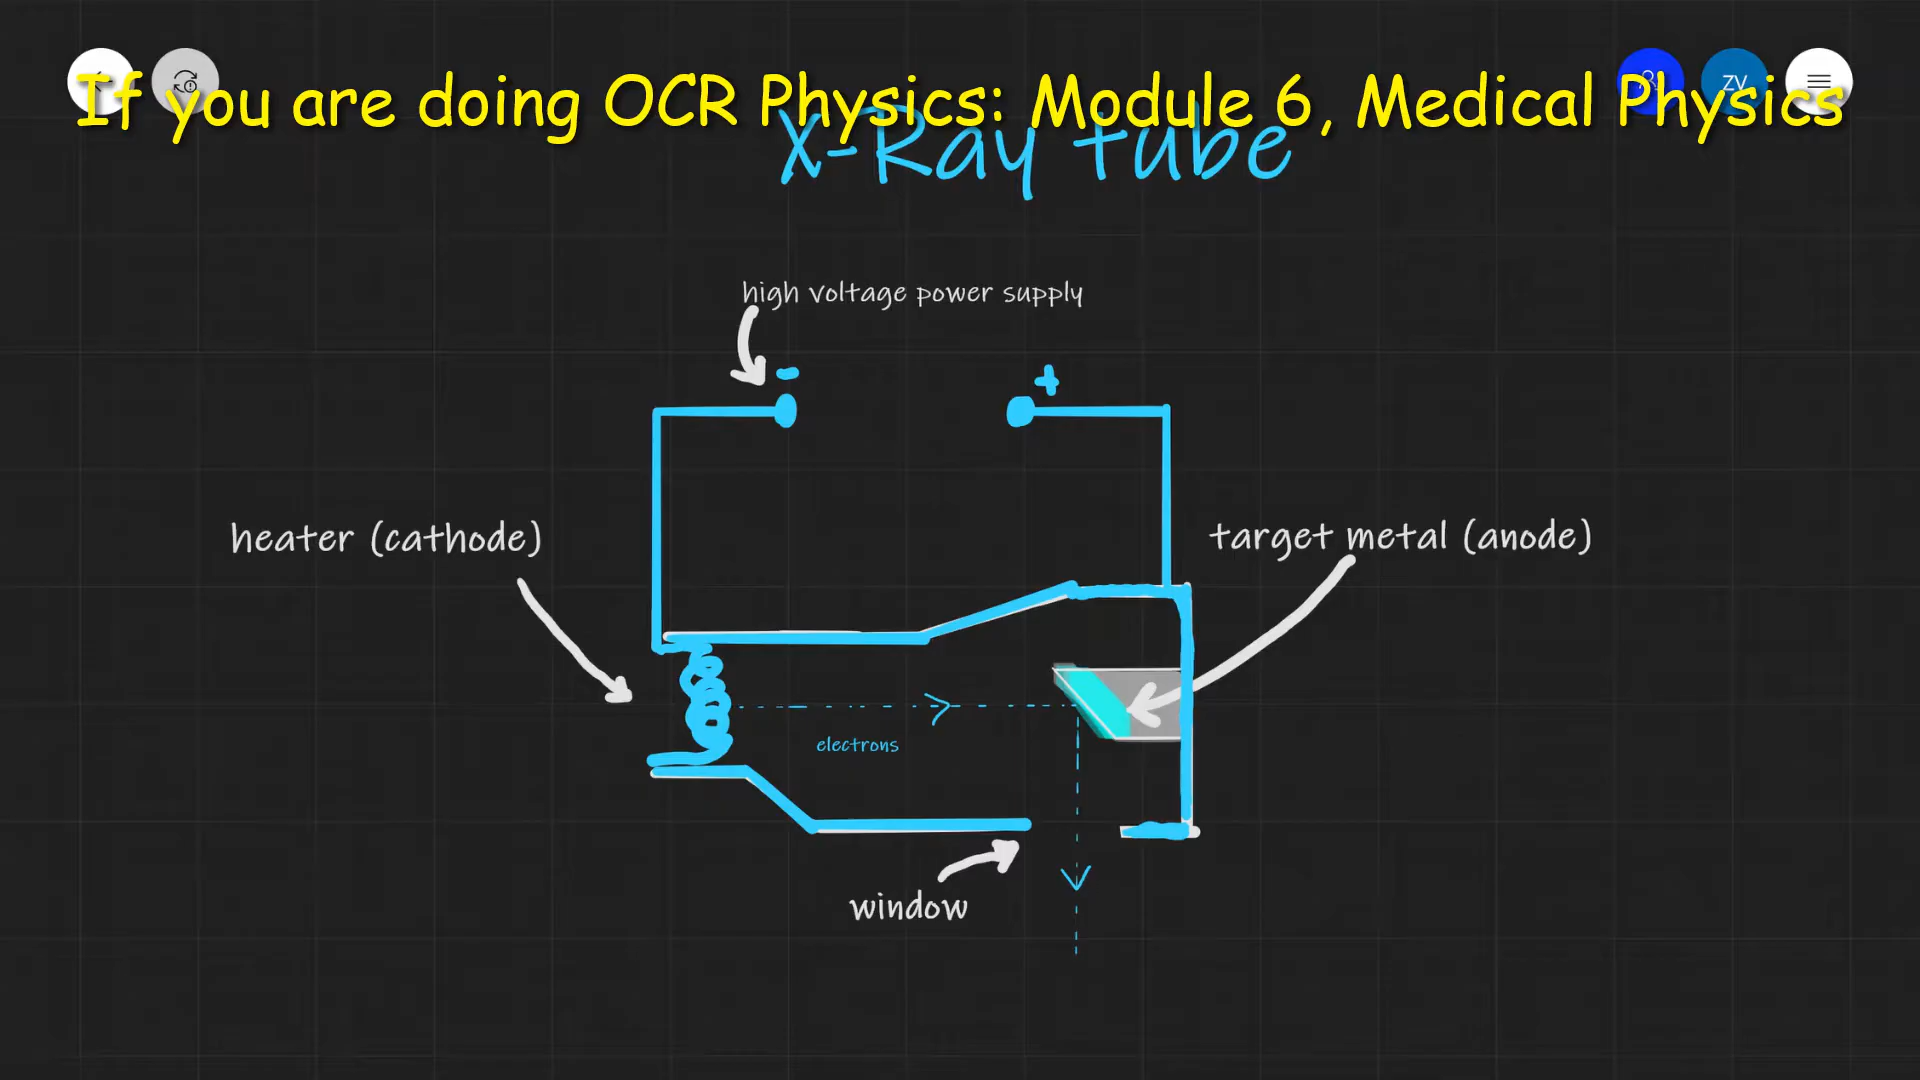 If you are doing OCR Physics: Module 6, Medical Physics
ZV
X-Ray tube
high voltage power supply
- +
heater (cathode)
target metal (anode)
electrons
window